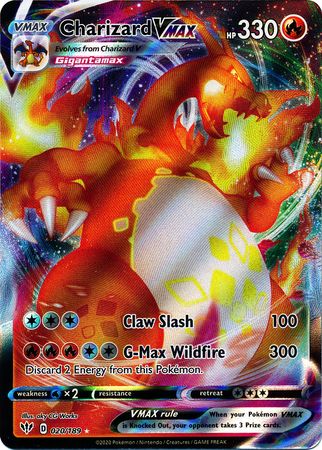 VMAX
Charizard VMAX
HP 330
Evolves from Charizard V
Gigantamax
Claw Slash 100
G-Max Wildfire 300
Discard 2 Energy from this Pokémon.
weakness ×2 resistance retreat
Illus. aky CG Works
D 020/189 ★
VMAX rule When your Pokémon VMAX
is Knocked Out, your opponent takes 3 Prize cards.
©2020 Pokémon / Nintendo / Creatures / GAME FREAK